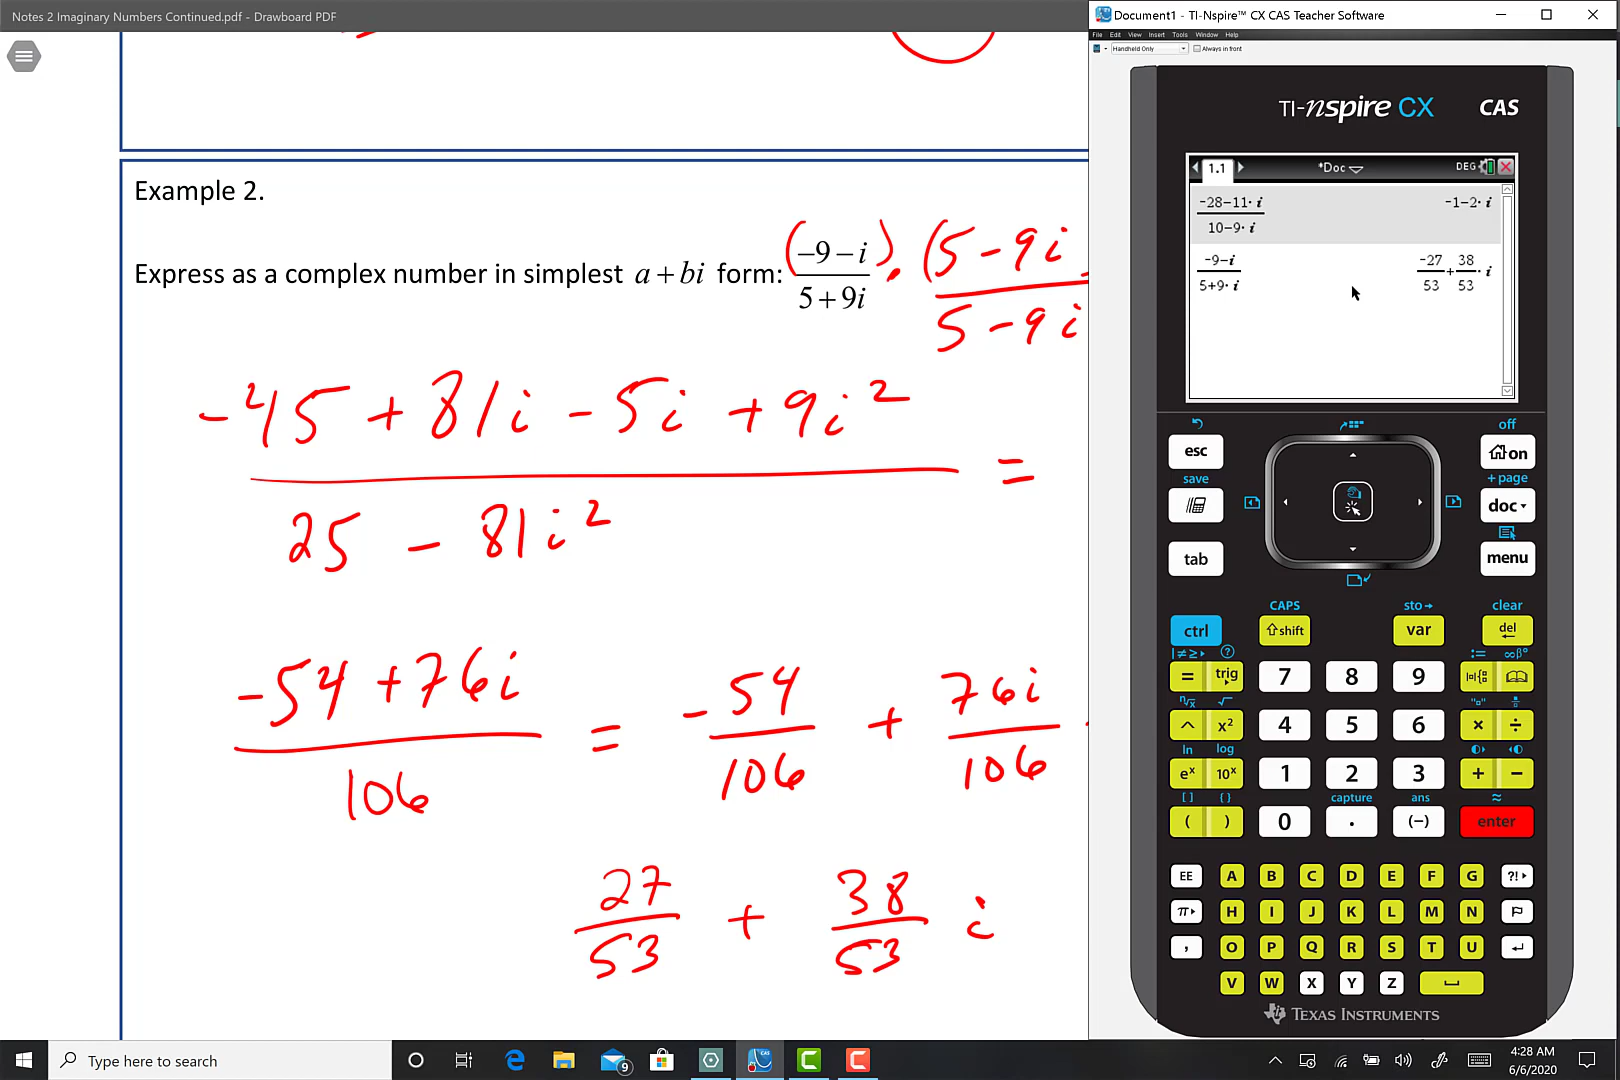 Notes 2 Imaginary Numbers Continued.pdf - Drawboard PDF
Example 2.
Express as a complex number in simplest a + bi form: (−9 − i)/(5 + 9i) · (5 − 9i/5 − 9i
-45 + 81i - 5i + 9i² =
25 - 81i²
-54 + 76i = -54 + 76i
106 106 106
27 + 38 i
53 53
Document1 - TI-Nspire™ CX CAS Teacher Software
File Edit View Insert Tools Window Help
Handheld Only Always in front
TI-nspire CX CAS
1.1 *Doc DEG
-28-11·i -1-2·i
10-9·i
-9-i -27 + 38 ·i
5+9·i 53 53
off
esc on
save + page
doc
tab menu
CAPS sto→ clear
ctrl shift var del
|≠≥▸ ? := ∞β°
= trig 7 8 9
ⁿ√x √ "□"
^ x² 4 5 6 × ÷
ln log
eˣ 10ˣ 1 2 3 + −
[ ] { } capture ans ≈
( ) 0 . (−) enter
EE A B C D E F G ?!▸
π▸ H I J K L M N
, O P Q R S T U
V W X Y Z
TEXAS INSTRUMENTS
Type here to search
9
CAS
4:28 AM
6/6/2020